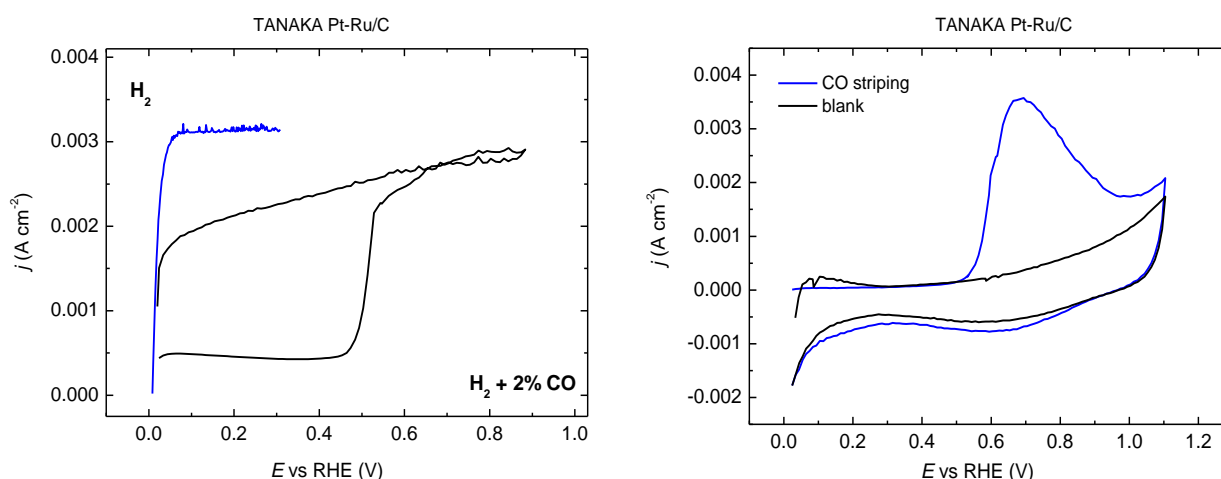 TANAKA Pt-Ru/C
0.004
0.003
0.002
0.001
0.000
j (A cm-2)
H2
H2 + 2% CO
0.0 0.2 0.4 0.6 0.8 1.0
E vs RHE (V)
TANAKA Pt-Ru/C
0.004
0.003
0.002
0.001
0.000
-0.001
-0.002
j (A cm-2)
CO striping
blank
0.0 0.2 0.4 0.6 0.8 1.0 1.2
E vs RHE (V)